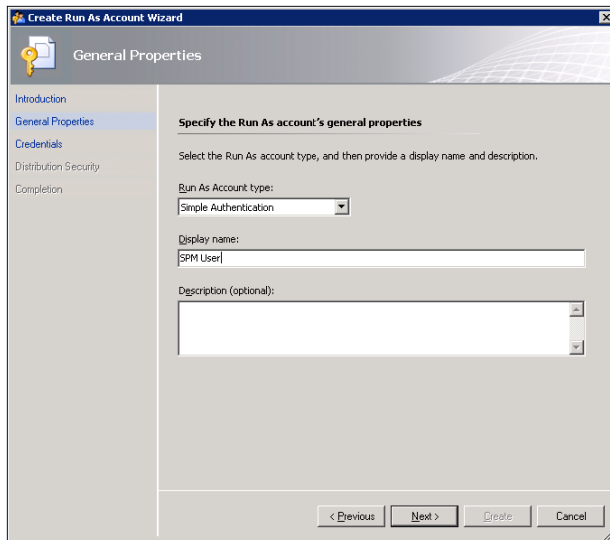 Create Run As Account Wizard
General Properties
Introduction
General Properties
Credentials
Distribution Security
Completion
Specify the Run As account's general properties
Select the Run As account type, and then provide a display name and description.
Run As Account type:
Simple Authentication
Display name:
SPM User
Description (optional):
< Previous
Next >
Create
Cancel